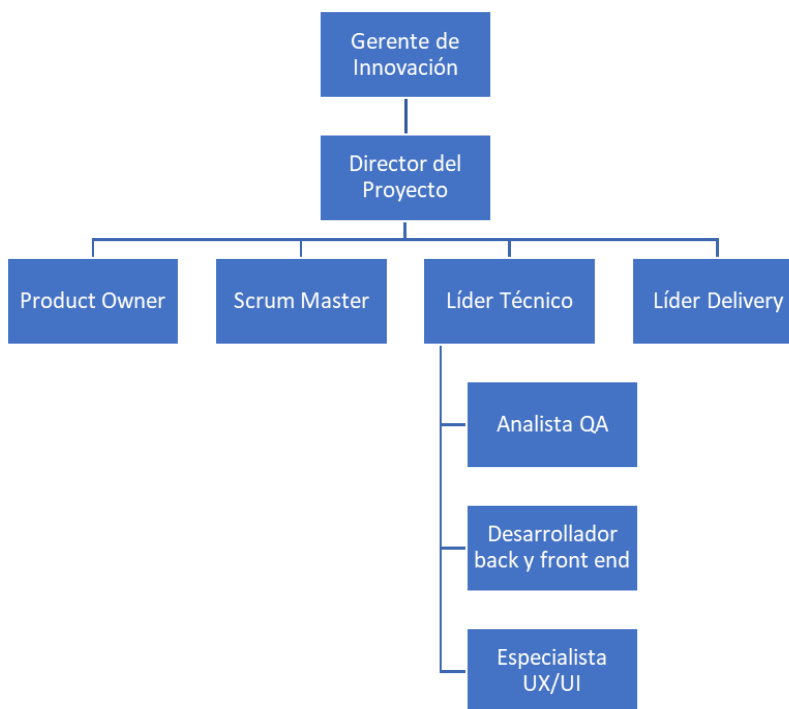 Gerente de
Innovación
Director del
Proyecto
Product Owner
Scrum Master
Líder Técnico
Líder Delivery
Analista QA
Desarrollador
back y front end
Especialista
UX/UI